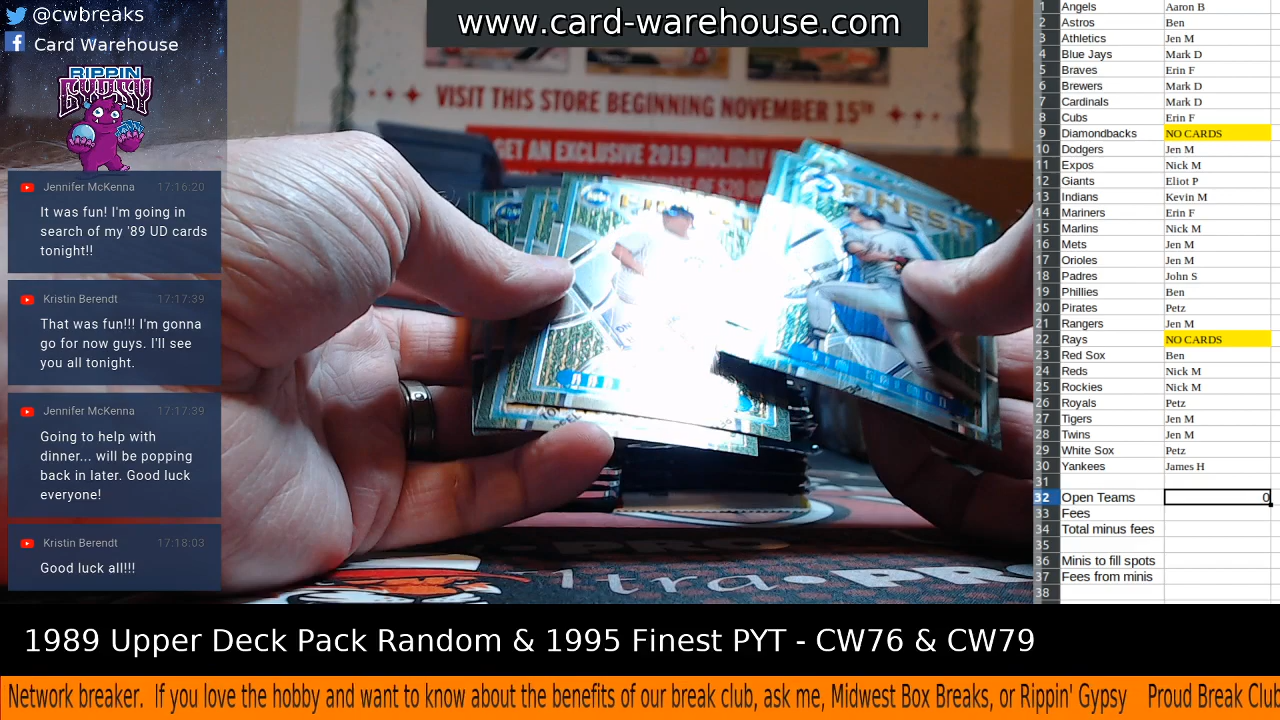 @cwbreaks
Card Warehouse
RIPPIN
GYPSY
Jennifer McKenna 17:16.20
It was fun! I'm going in
search of my '89 UD cards
tonight!!
Kristin Berendt 17:17:39
That was fun!!! I'm gonna
go for now guys. I'll see
you all tonight.
Jennifer McKenna 17:17:39
Going to help with
dinner... will be popping
back in later. Good luck
everyone!
Kristin Berendt 17:18:03
Good luck all!!!
www.card-warehouse.com
VISIT THIS STORE BEGINNING NOVEMBER 15TH
GET AN EXCLUSIVE 2019 HOLIDAY
OF $20
FINEST
FINEST
Ultra PRO
1 Angels Aaron B
2 Astros Ben
3 Athletics Jen M
4 Blue Jays Mark D
5 Braves Erin F
6 Brewers Mark D
7 Cardinals Mark D
8 Cubs Erin F
9 Diamondbacks NO CARDS
10 Dodgers Jen M
11 Expos Nick M
12 Giants Eliot P
13 Indians Kevin M
14 Mariners Erin F
15 Marlins Nick M
16 Mets Jen M
17 Orioles Jen M
18 Padres John S
19 Phillies Ben
20 Pirates Petz
21 Rangers Jen M
22 Rays NO CARDS
23 Red Sox Ben
24 Reds Nick M
25 Rockies Nick M
26 Royals Petz
27 Tigers Jen M
28 Twins Jen M
29 White Sox Petz
30 Yankees James H
31
32 Open Teams 0
33 Fees
34 Total minus fees
35
36 Minis to fill spots
37 Fees from minis
38
1989 Upper Deck Pack Random & 1995 Finest PYT - CW76 & CW79
Network breaker. If you love the hobby and want to know about the benefits of our break club, ask me, Midwest Box Breaks, or Rippin' Gypsy Proud Break Club